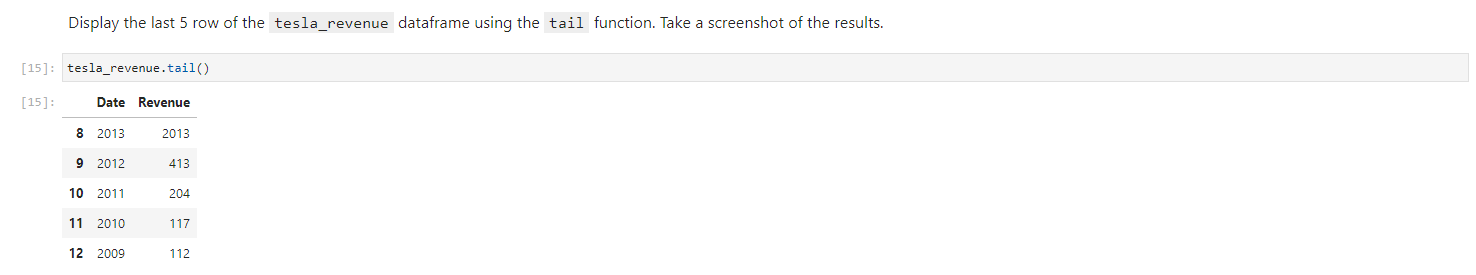 Display the last 5 row of the tesla_revenue dataframe using the tail function. Take a screenshot of the results.
[15]: tesla_revenue.tail()
[15]:
Date Revenue
8 2013 2013
9 2012 413
10 2011 204
11 2010 117
12 2009 112